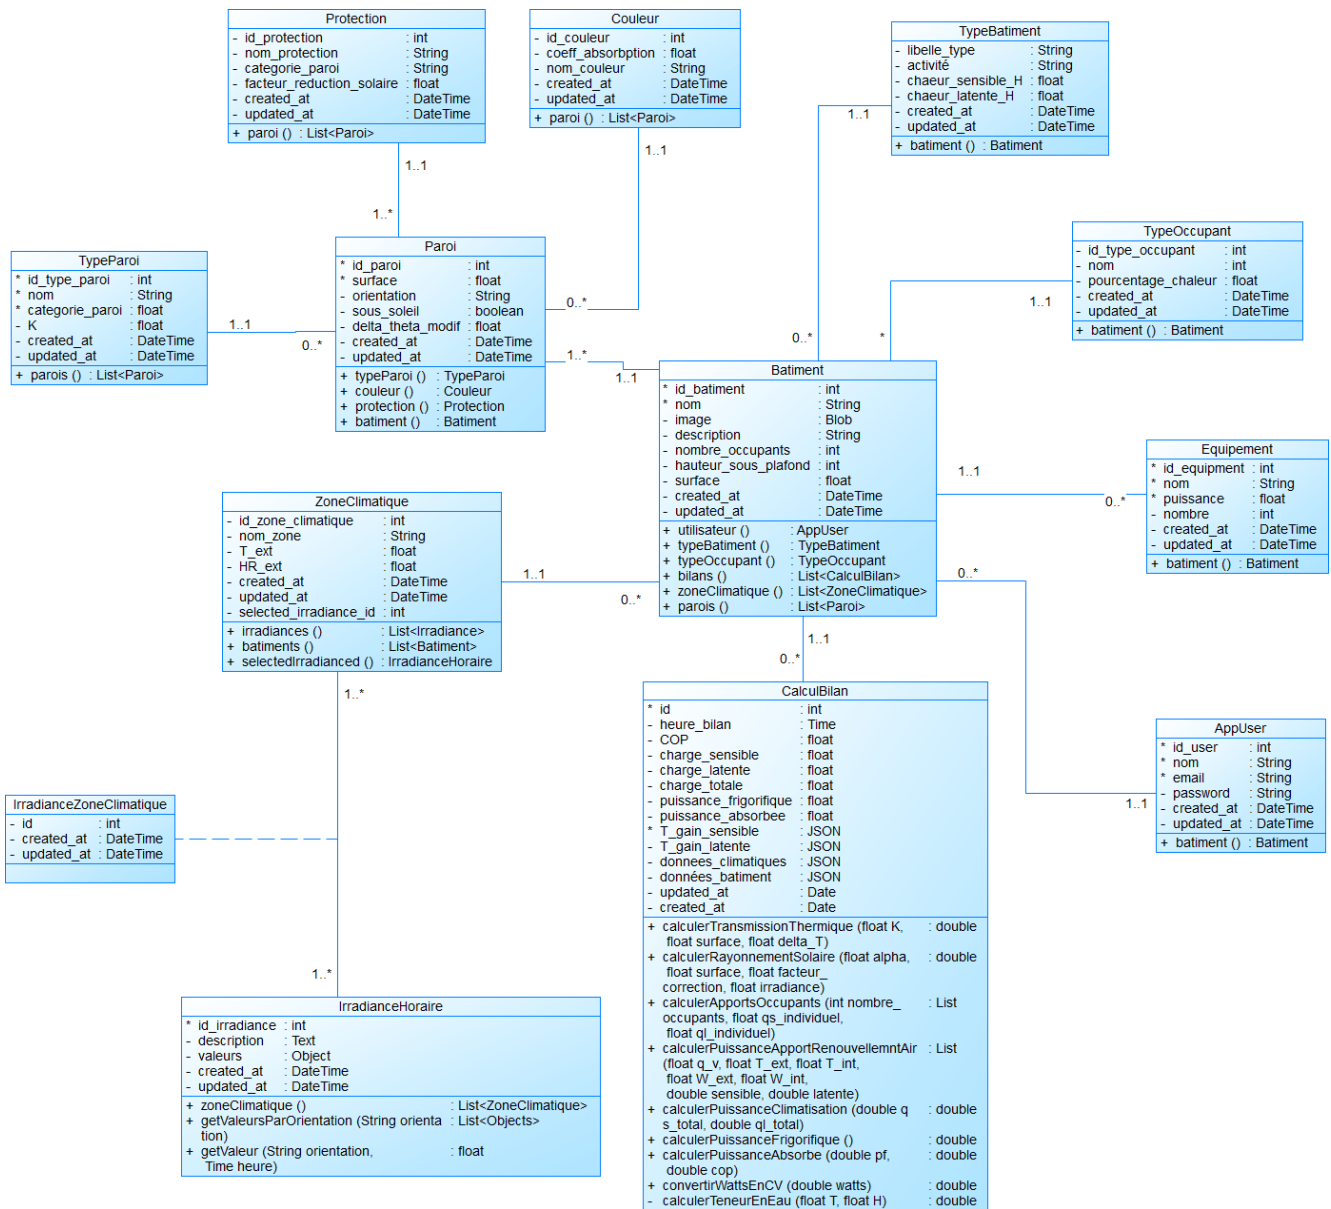 Protection
- id_protection : int
- nom_protection : String
- categorie_paroi : String
- facteur_reduction_solaire : float
- created_at : DateTime
- updated_at : DateTime
+ paroi () : List<Paroi>
Couleur
- id_couleur : int
- coeff_absorbption : float
- nom_couleur : String
- created_at : DateTime
- updated_at : DateTime
+ paroi () : List<Paroi>
TypeBatiment
- libelle_type : String
- activité : String
- chaeur_sensible_H : float
- chaeur_latente_H : float
- created_at : DateTime
- updated_at : DateTime
+ batiment () : Batiment
1..1
1..1
1..1
1..*
TypeParoi
* id_type_paroi : int
* nom : String
* categorie_paroi : float
- K : float
- created_at : DateTime
- updated_at : DateTime
+ parois () : List<Paroi>
1..1
0..*
Paroi
* id_paroi : int
* surface : float
- orientation : String
- sous_soleil : boolean
- delta_theta_modif : float
- created_at : DateTime
- updated_at : DateTime
+ typeParoi () : TypeParoi
+ couleur () : Couleur
+ protection () : Protection
+ batiment () : Batiment
0..*
1..*
1..1
TypeOccupant
- id_type_occupant : int
- nom : int
- pourcentage_chaleur : float
- created_at : DateTime
- updated_at : DateTime
+ batiment () : Batiment
1..1
0..*
*
Batiment
* id_batiment : int
* nom : String
- image : Blob
- description : String
- nombre_occupants : int
- hauteur_sous_plafond : int
- surface : float
- created_at : DateTime
- updated_at : DateTime
+ utilisateur () : AppUser
+ typeBatiment () : TypeBatiment
+ typeOccupant () : TypeOccupant
+ bilans () : List<CalculBilan>
+ zoneClimatique () : List<ZoneClimatique>
+ parois () : List<Paroi>
1..1
0..*
Equipement
* id_equipment : int
* nom : String
* puissance : float
- nombre : int
- created_at : DateTime
- updated_at : DateTime
+ batiment () : Batiment
ZoneClimatique
- id_zone_climatique : int
- nom_zone : String
- T_ext : float
- HR_ext : float
- created_at : DateTime
- updated_at : DateTime
- selected_irradiance_id : int
+ irradiances () : List<Irradiance>
+ batiments () : List<Batiment>
+ selectedIrradianced () : IrradianceHoraire
1..1
0..*
0..*
1..1
0..*
1..*
CalculBilan
* id : int
- heure_bilan : Time
- COP : float
- charge_sensible : float
- charge_latente : float
- charge_totale : float
- puissance_frigorifique : float
- puissance_absorbee : float
* T_gain_sensible : JSON
- T_gain_latente : JSON
- donnees_climatiques : JSON
- données_batiment : JSON
- updated_at : Date
- created_at : Date
+ calculerTransmissionThermique (float K, : double
float surface, float delta_T)
+ calculerRayonnementSolaire (float alpha, : double
float surface, float facteur_
correction, float irradiance)
+ calculerApportsOccupants (int nombre_ : List
occupants, float qs_individuel,
float ql_individuel)
+ calculerPuissanceApportRenouvellemntAir : List
(float q_v, float T_ext, float T_int,
float W_ext, float W_int,
double sensible, double latente)
+ calculerPuissanceClimatisation (double q : double
s_total, double ql_total)
+ calculerPuissanceFrigorifique () : double
+ calculerPuissanceAbsorbe (double pf, : double
double cop)
+ convertirWattsEnCV (double watts) : double
- calculerTeneurEnEau (float T, float H) : double
AppUser
* id_user : int
* nom : String
* email : String
- password : String
- created_at : DateTime
- updated_at : DateTime
+ batiment () : Batiment
1..1
IrradianceZoneClimatique
- id : int
- created_at : DateTime
- updated_at : DateTime
1..*
IrradianceHoraire
* id_irradiance : int
- description : Text
- valeurs : Object
- created_at : DateTime
- updated_at : DateTime
+ zoneClimatique () : List<ZoneClimatique>
+ getValeursParOrientation (String orienta : List<Objects>
tion)
+ getValeur (String orientation, : float
Time heure)